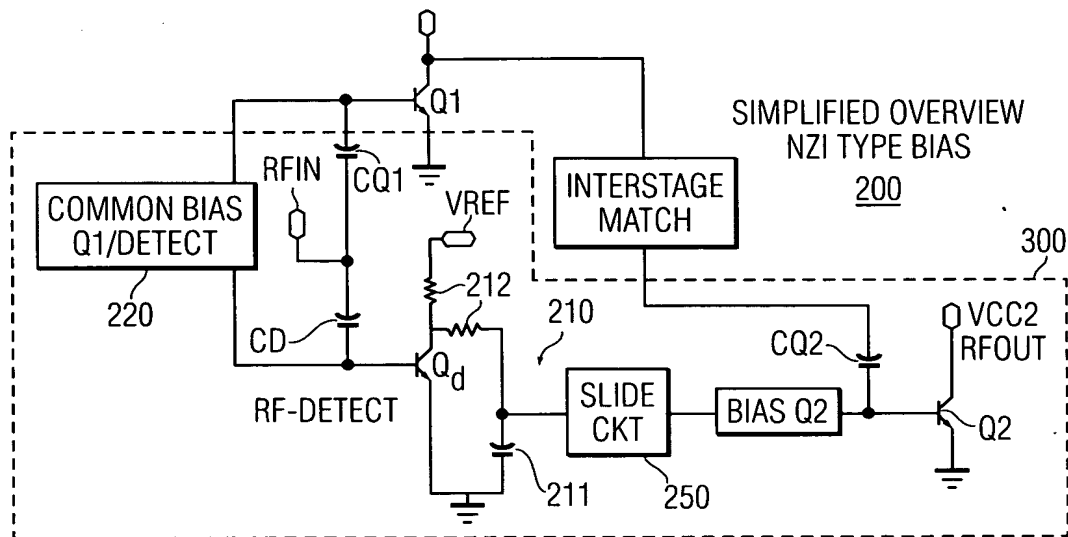 Q1
SIMPLIFIED OVERVIEW
NZI TYPE BIAS
200
RFIN
CQ1
VREF
INTERSTAGE
MATCH
COMMON BIAS
Q1/DETECT
220
300
212
210
CD
Qd
RF-DETECT
SLIDE
CKT
250
211
BIAS Q2
CQ2
VCC2
RFOUT
Q2